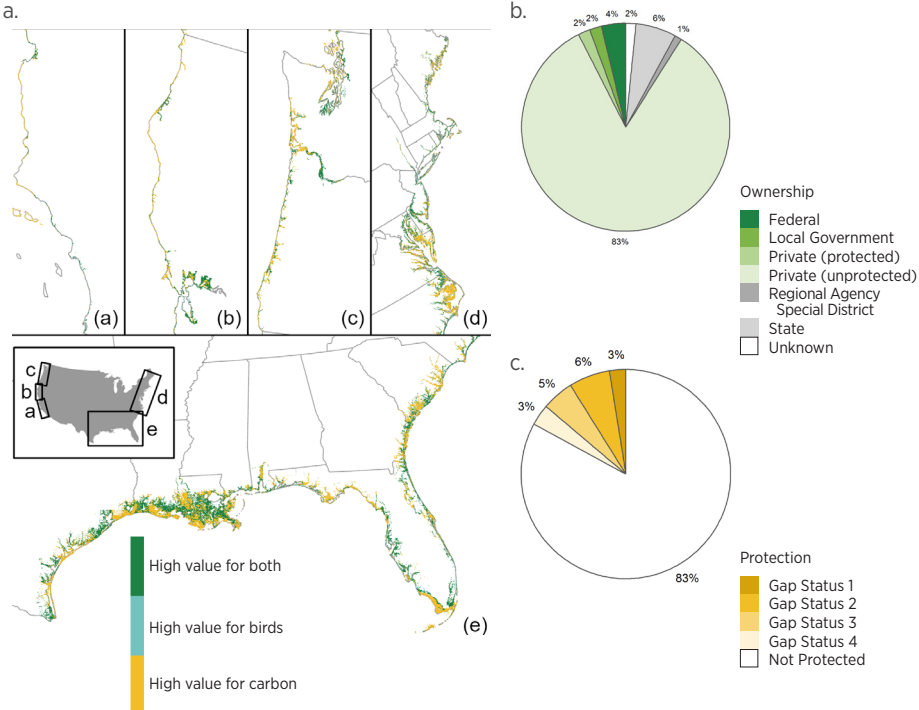 a.
(a)
(b)
(c)
(d)
c
b
a
d
e
(e)
High value for both
High value for birds
High value for carbon
b.
2%
2%
4%
2%
6%
1%
83%
Ownership
Federal
Local Government
Private (protected)
Private (unprotected)
Regional Agency
Special District
State
Unknown
c.
3%
5%
6%
3%
83%
Protection
Gap Status 1
Gap Status 2
Gap Status 3
Gap Status 4
Not Protected